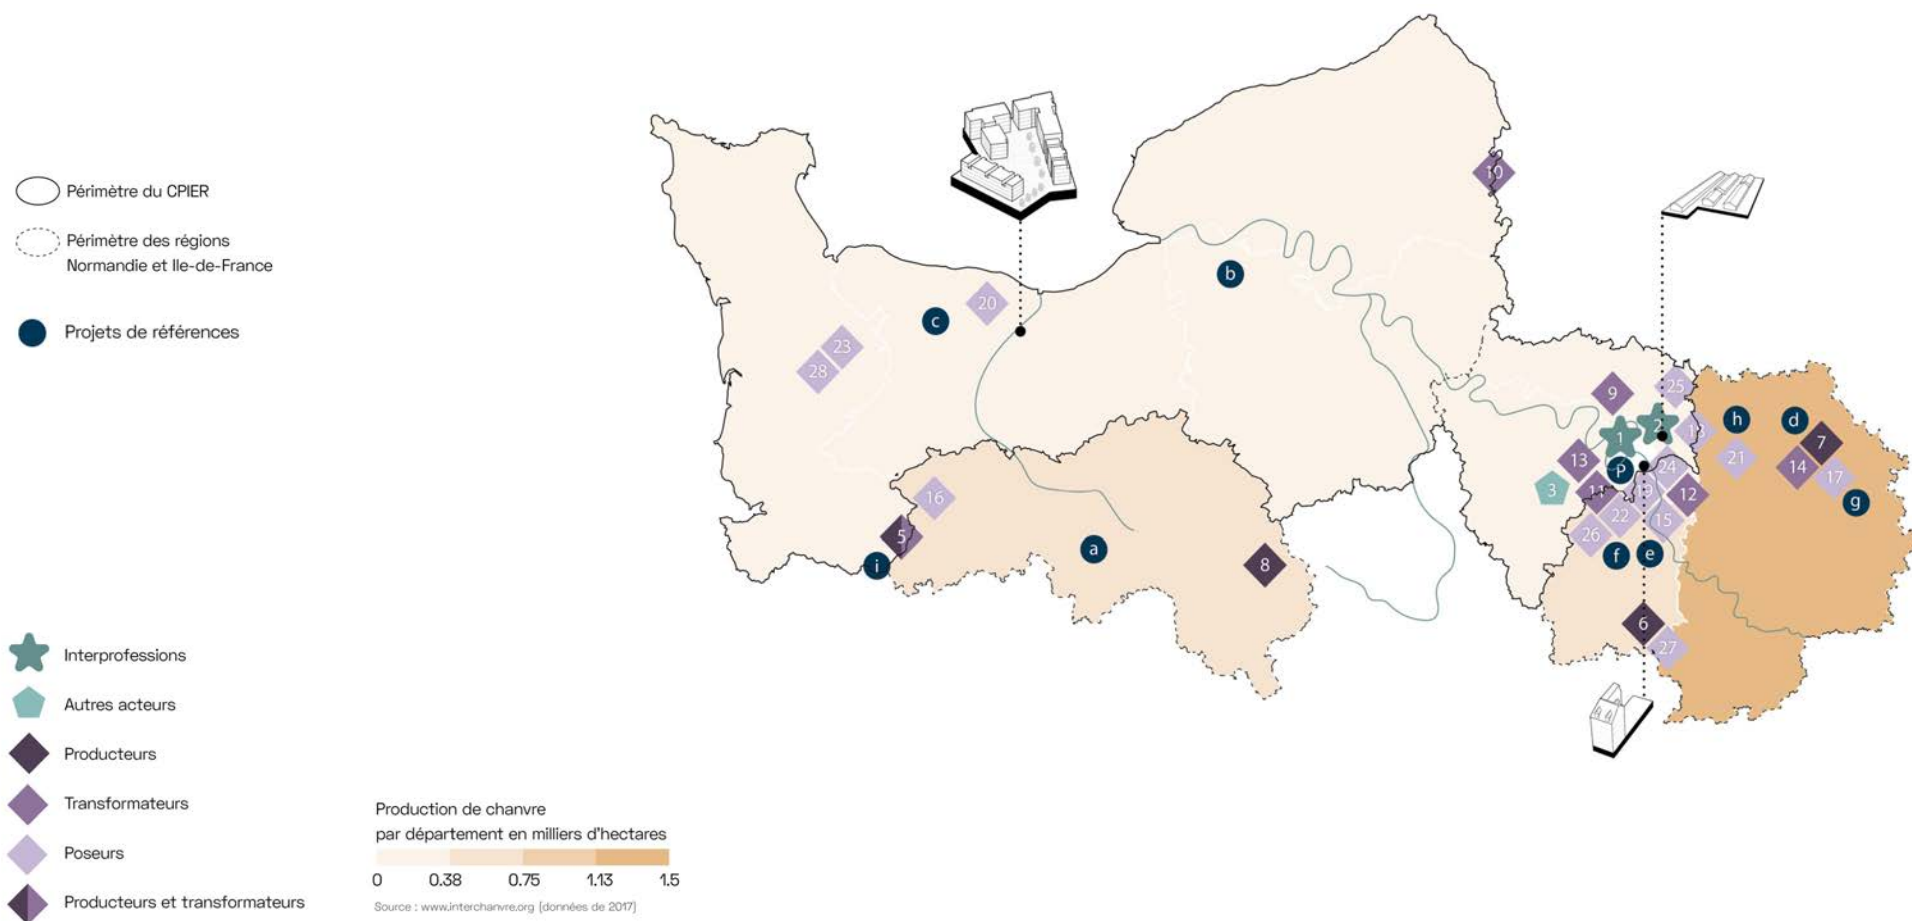 Périmètre du CPIER
Périmètre des régions
Normandie et Ile-de-France
Projets de références
Interprofessions
Autres acteurs
Producteurs
Transformateurs
Poseurs
Producteurs et transformateurs
Production de chanvre
par département en milliers d'hectares
0 0.38 0.75 1.13 1.5
Source : www.interchanvre.org (données de 2017)
10
b
20
c
23
28
9
25
1
2
18
h
d
7
13
P
24
21
14
17
3
11
19
12
g
16
22
15
5
26
i
a
8
f
e
6
27